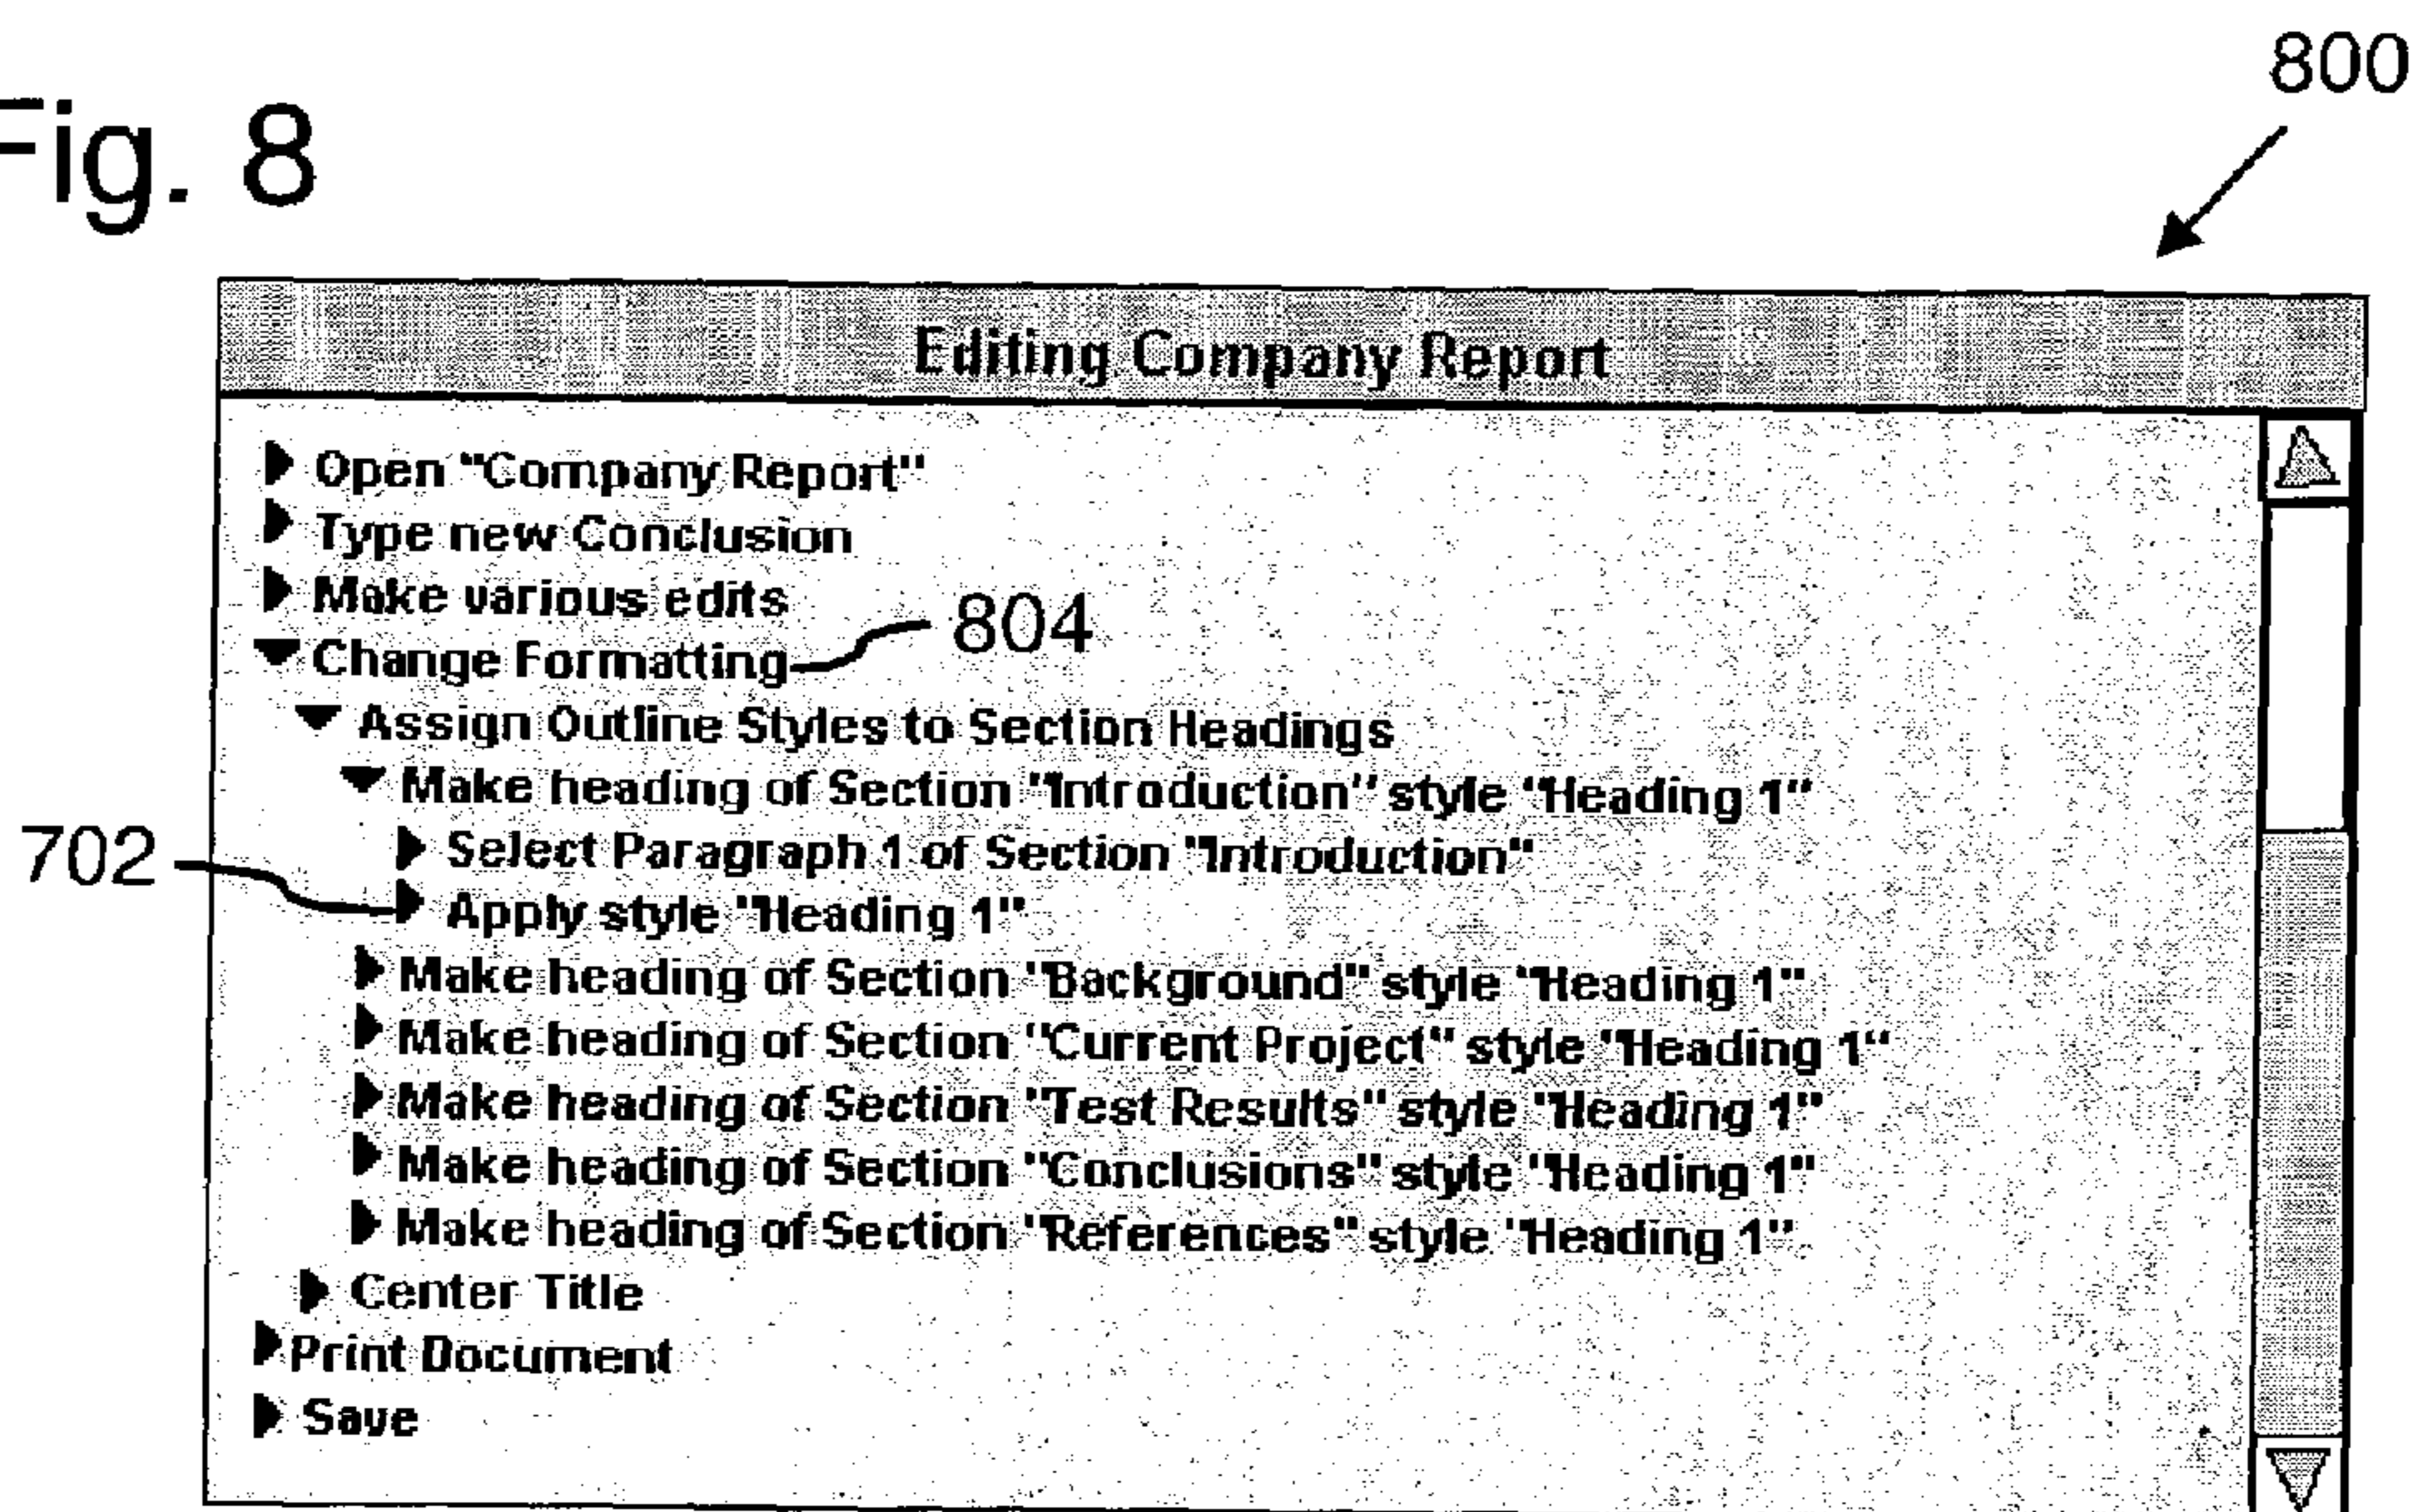 800
Fig. 8
Editing Company Report
Open "Company Report"
Type new Conclusion
Make various edits
804
Change Formatting
Assign Outline Styles to Section Headings
Make heading of Section "Introduction" style "Heading 1"
702
Select Paragraph 1 of Section "Introduction"
Apply style "Heading 1"
Make heading of Section "Background" style "Heading 1"
Make heading of Section "Current Project" style "Heading 1"
Make heading of Section "Test Results" style "Heading 1"
Make heading of Section "Conclusions" style "Heading 1"
Make heading of Section "References" style "Heading 1"
Center Title
Print Document
Save